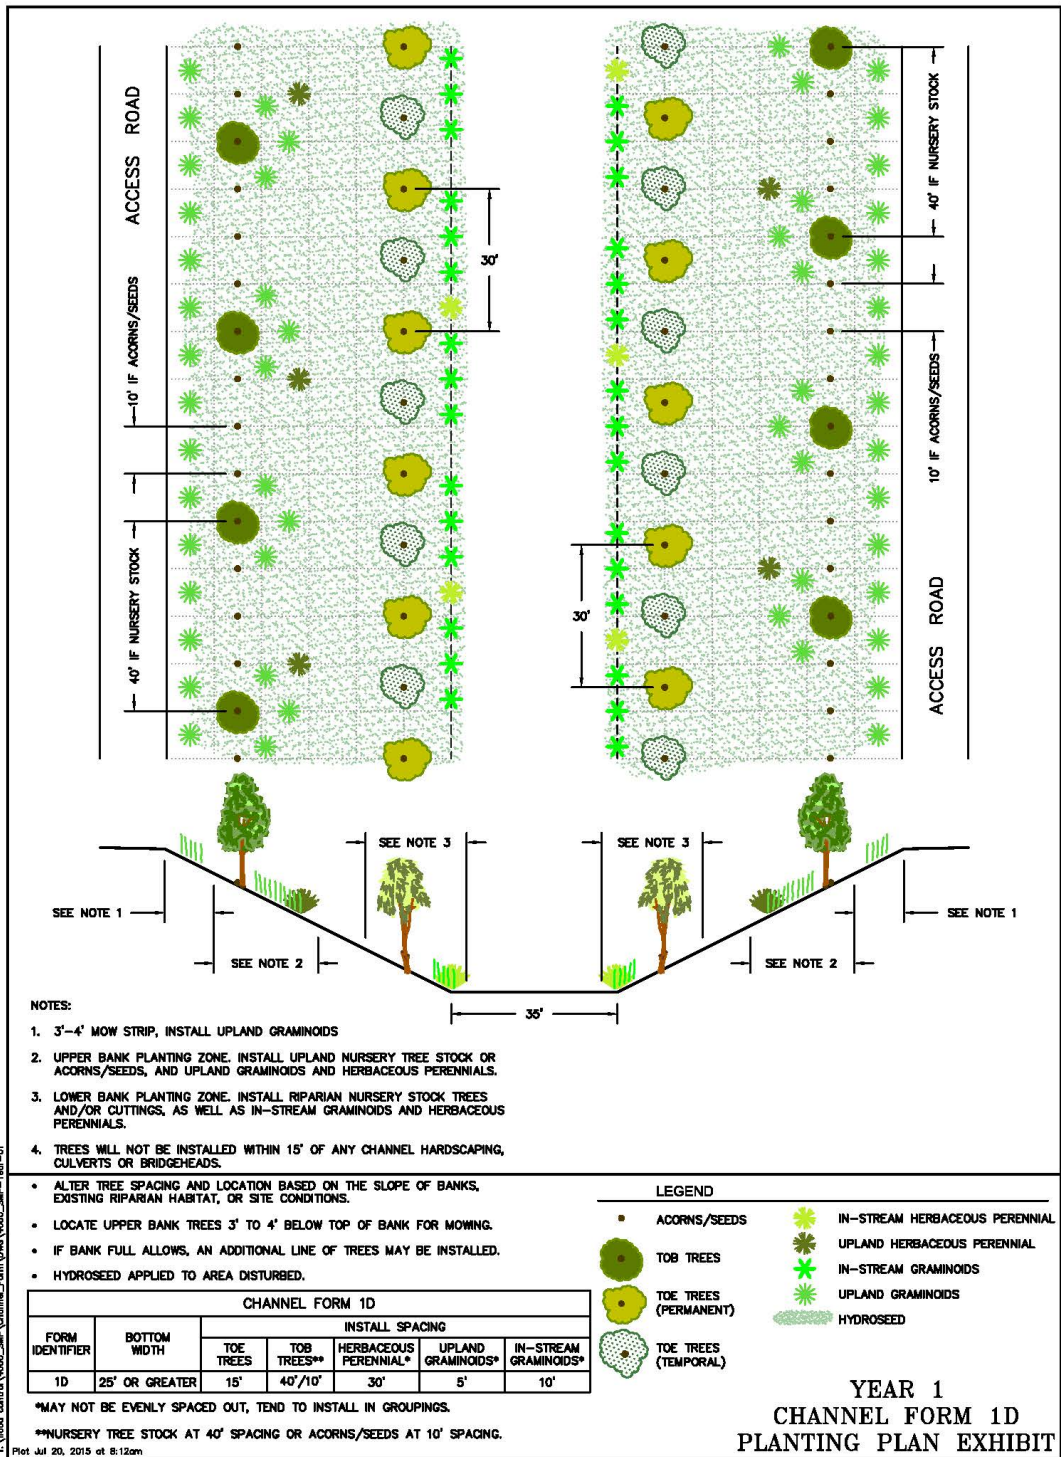 ACCESS ROAD
10' IF ACORNS/SEEDS
40' IF NURSERY STOCK
30'
30'
40' IF NURSERY STOCK
10' IF ACORNS/SEEDS
ACCESS ROAD
SEE NOTE 3
SEE NOTE 3
SEE NOTE 1
SEE NOTE 1
SEE NOTE 2
SEE NOTE 2
35'
NOTES:
1. 3'-4' MOW STRIP, INSTALL UPLAND GRAMINOIDS
2. UPPER BANK PLANTING ZONE. INSTALL UPLAND NURSERY TREE STOCK OR
ACORNS/SEEDS, AND UPLAND GRAMINOIDS AND HERBACEOUS PERENNIALS.
3. LOWER BANK PLANTING ZONE. INSTALL RIPARIAN NURSERY STOCK TREES
AND/OR CUTTINGS, AS WELL AS IN-STREAM GRAMINOIDS AND HERBACEOUS
PERENNIALS.
4. TREES WILL NOT BE INSTALLED WITHIN 15' OF ANY CHANNEL HARDSCAPING,
CULVERTS OR BRIDGEHEADS.
• ALTER TREE SPACING AND LOCATION BASED ON THE SLOPE OF BANKS,
EXISTING RIPARIAN HABITAT, OR SITE CONDITIONS.
• LOCATE UPPER BANK TREES 3' TO 4' BELOW TOP OF BANK FOR MOWING.
• IF BANK FULL ALLOWS, AN ADDITIONAL LINE OF TREES MAY BE INSTALLED.
• HYDROSEED APPLIED TO AREA DISTURBED.
CHANNEL FORM 1D
FORM IDENTIFIER
BOTTOM WIDTH
INSTALL SPACING
TOE TREES
TOB TREES**
HERBACEOUS PERENNIAL*
UPLAND GRAMINOIDS*
IN-STREAM GRAMINOIDS*
1D 25' OR GREATER 15' 40'/10' 30' 5' 10'
*MAY NOT BE EVENLY SPACED OUT, TEND TO INSTALL IN GROUPINGS.
**NURSERY TREE STOCK AT 40' SPACING OR ACORNS/SEEDS AT 10' SPACING.
Plot Jul 20, 2015 at 8:12am
LEGEND
ACORNS/SEEDS
TOB TREES
TOE TREES
(PERMANENT)
TOE TREES
(TEMPORAL)
IN-STREAM HERBACEOUS PERENNIAL
UPLAND HERBACEOUS PERENNIAL
IN-STREAM GRAMINOIDS
UPLAND GRAMINOIDS
HYDROSEED
YEAR 1
CHANNEL FORM 1D
PLANTING PLAN EXHIBIT